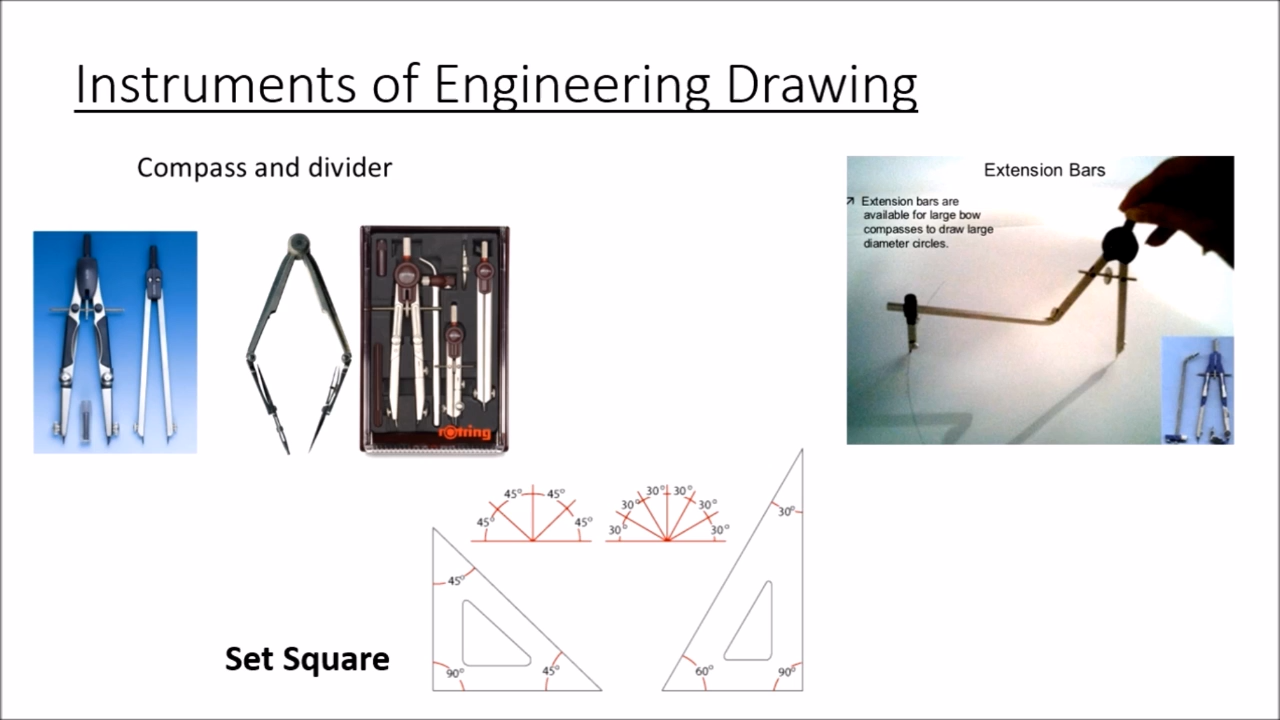 Instruments of Engineering Drawing
Compass and divider
Extension Bars
Extension bars are
available for large bow
compasses to draw large
diameter circles.
rotring
45° 45°
45° 45°
30° 30°
30° 30°
30° 30°
30°
45°
Set Square
90° 45°
60° 90°